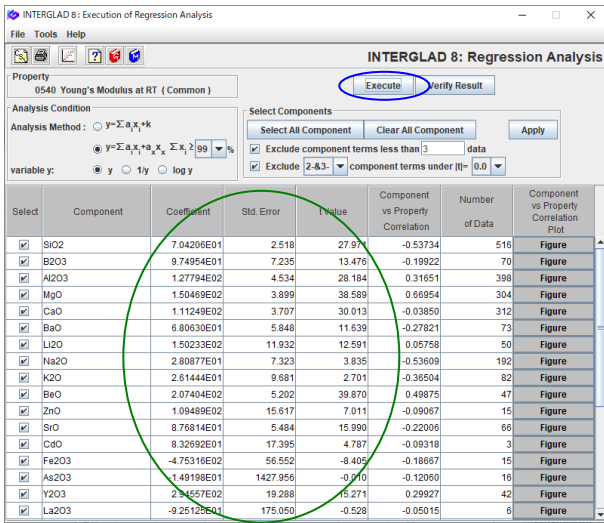 INTERGLAD 8 : Execution of Regression Analysis
File Tools Help
INTERGLAD 8: Regression Analysis
Property
0540 Young's Modulus at RT ( Common )
Execute
Verify Result
Analysis Condition
Analysis Method : y=Σaixi+k
y=Σaixi+axx Σxi≥ 99 %
variable y: y 1/y log y
Select Components
Select All Component Clear All Component Apply
Exclude component terms less than 3 data
Exclude 2-&3- component terms under |t|= 0.0
Select Component Coefficient Std. Error t Value Component vs Property Correlation Number of Data Component vs Property Correlation Plot
SiO2 7.04206E01 2.518 27.971 -0.53734 516 Figure
B2O3 9.74954E01 7.235 13.476 -0.19922 70 Figure
Al2O3 1.27794E02 4.534 28.184 0.31651 398 Figure
MgO 1.50469E02 3.899 38.589 0.66954 304 Figure
CaO 1.11249E02 3.707 30.013 -0.03850 312 Figure
BaO 6.80630E01 5.848 11.639 -0.27821 73 Figure
Li2O 1.50233E02 11.932 12.591 0.05758 50 Figure
Na2O 2.80877E01 7.323 3.835 -0.53609 192 Figure
K2O 2.61444E01 9.681 2.701 -0.36504 82 Figure
BeO 2.07404E02 5.202 39.870 0.49875 47 Figure
ZnO 1.09489E02 15.617 7.011 -0.09067 15 Figure
SrO 8.76814E01 5.484 15.990 -0.22006 66 Figure
CdO 8.32692E01 17.395 4.787 -0.09318 3 Figure
Fe2O3 -4.75316E02 56.552 -8.405 -0.18667 15 Figure
As2O3 -1.49198E01 1427.956 -0.010 -0.12060 16 Figure
Y2O3 2.94557E02 19.288 15.271 0.29927 42 Figure
La2O3 -9.25125E01 175.050 -0.528 -0.05015 6 Figure